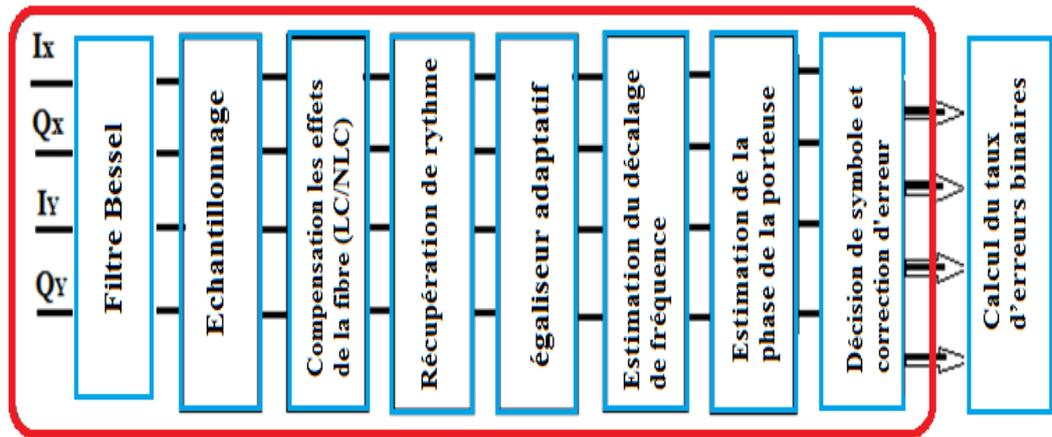 Ix
Qx
IY
QY
Filtre Bessel
Echantillonnage
Compensation les effets
de la fibre (LC/NLC)
Récupération de rythme
égaliseur adaptatif
Estimation du décalage
de fréquence
Estimation de la
phase de la porteuse
Décision de symbole et
correction d'erreur
Calcul du taux
d'erreurs binaires